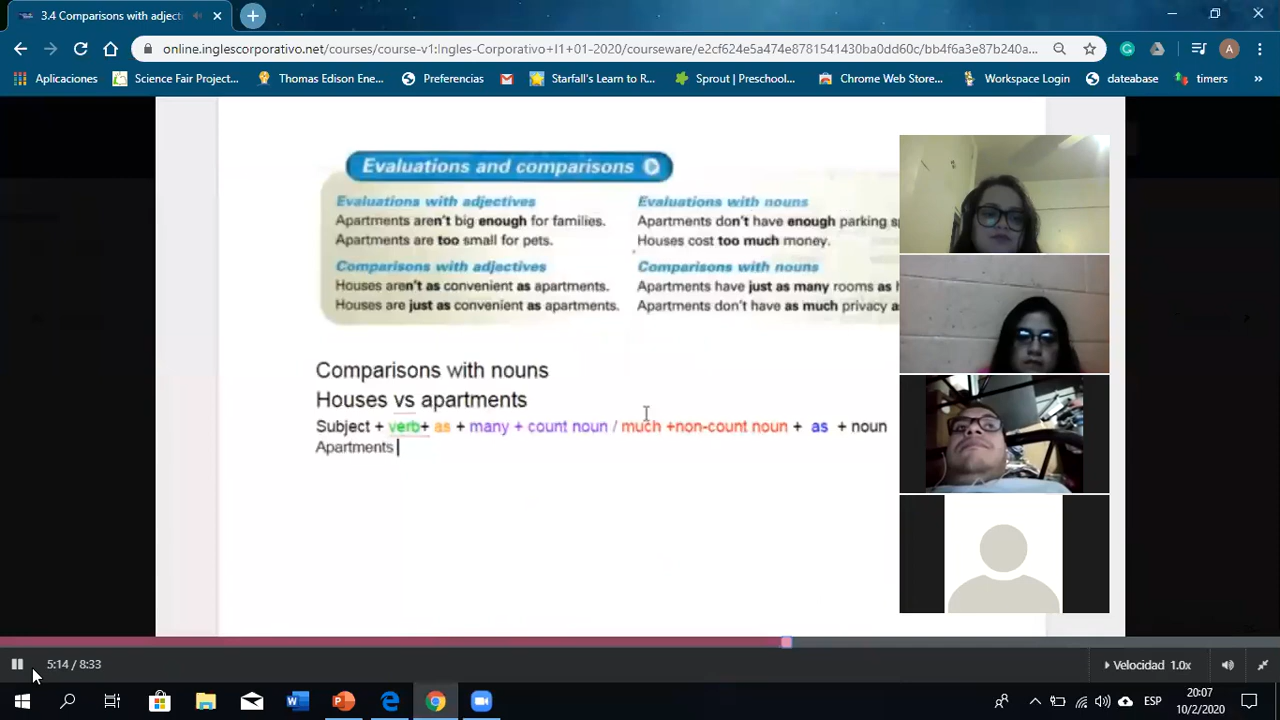 3.4 Comparisons with adjecti
online.inglescorporativo.net/courses/course-v1:Ingles-Corporativo+I1+01-2020/courseware/e2cf624e5a474e8781541430ba0dd60c/bb4f6a3e87b240a...
A
Aplicaciones Science Fair Project... Thomas Edison Ene... Preferencias Starfall's Learn to R... Sprout | Preschool... Chrome Web Store... Workspace Login dateabase timers
Evaluations and comparisons
Evaluations with adjectives
Apartments aren't big enough for families.
Apartments are too small for pets.
Comparisons with adjectives
Houses aren't as convenient as apartments.
Houses are just as convenient as apartments.
Evaluations with nouns
Apartments don't have enough parking
Houses cost too much money.
Comparisons with nouns
Apartments have just as many rooms as
Apartments don't have as much privacy
Comparisons with nouns
Houses vs apartments
Subject + verb+ as + many + count noun / much +non-count noun + as + noun
Apartments
5:14 / 8:33
Velocidad 1.0x
ESP
20:07
10/2/2020